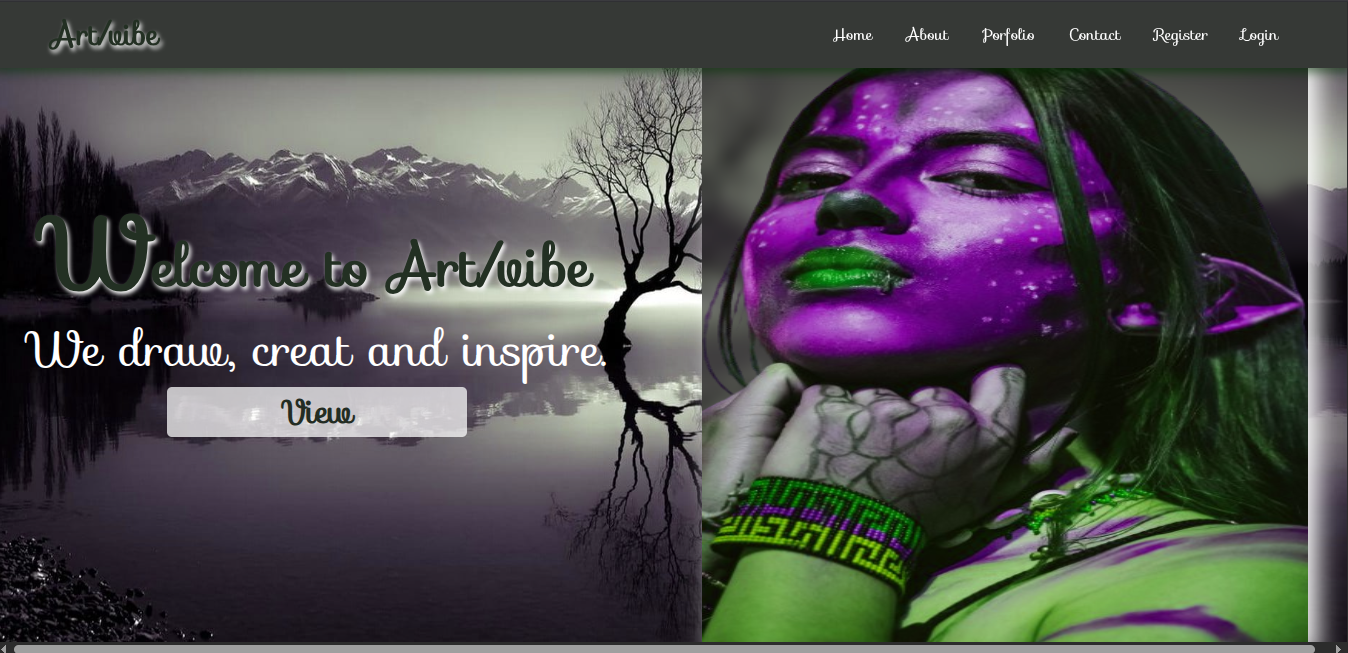 Art/vibe
Home About Porfolio Contact Register Login
Welcome to Art/vibe
We draw, creat and inspire.
View